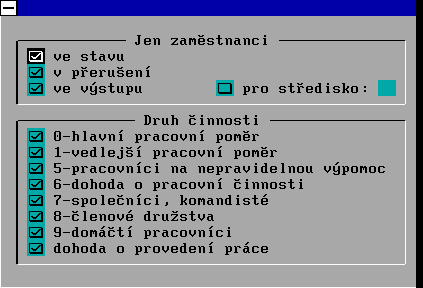 Jen zaměstnanci
ve stavu
v přerušení
ve výstupu pro středisko:
Druh činnosti
0-hlavní pracovní poměr
1-vedlejší pracovní poměr
5-pracovníci na nepravidelnou výpomoc
6-dohoda o pracovní činnosti
7-společníci, komandisté
8-členové družstva
9-domáčtí pracovníci
dohoda o provedení práce